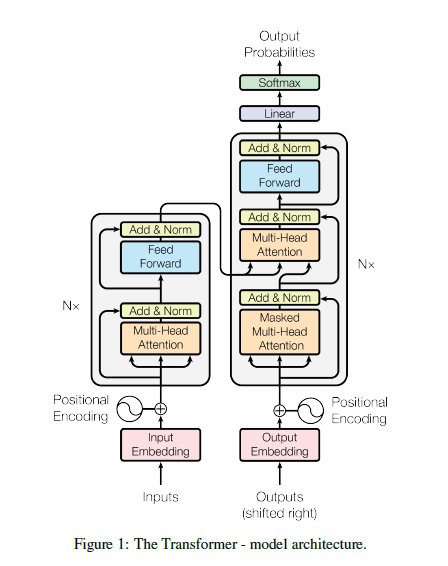 Output
Probabilities
Softmax
Linear
Add & Norm
Feed
Forward
Add & Norm
Multi-Head
Attention
Add & Norm
Masked
Multi-Head
Attention
Nx
Add & Norm
Feed
Forward
Add & Norm
Multi-Head
Attention
N×
Positional
Encoding
Positional
Encoding
Input
Embedding
Output
Embedding
Inputs
Outputs
(shifted right)
Figure 1: The Transformer - model architecture.